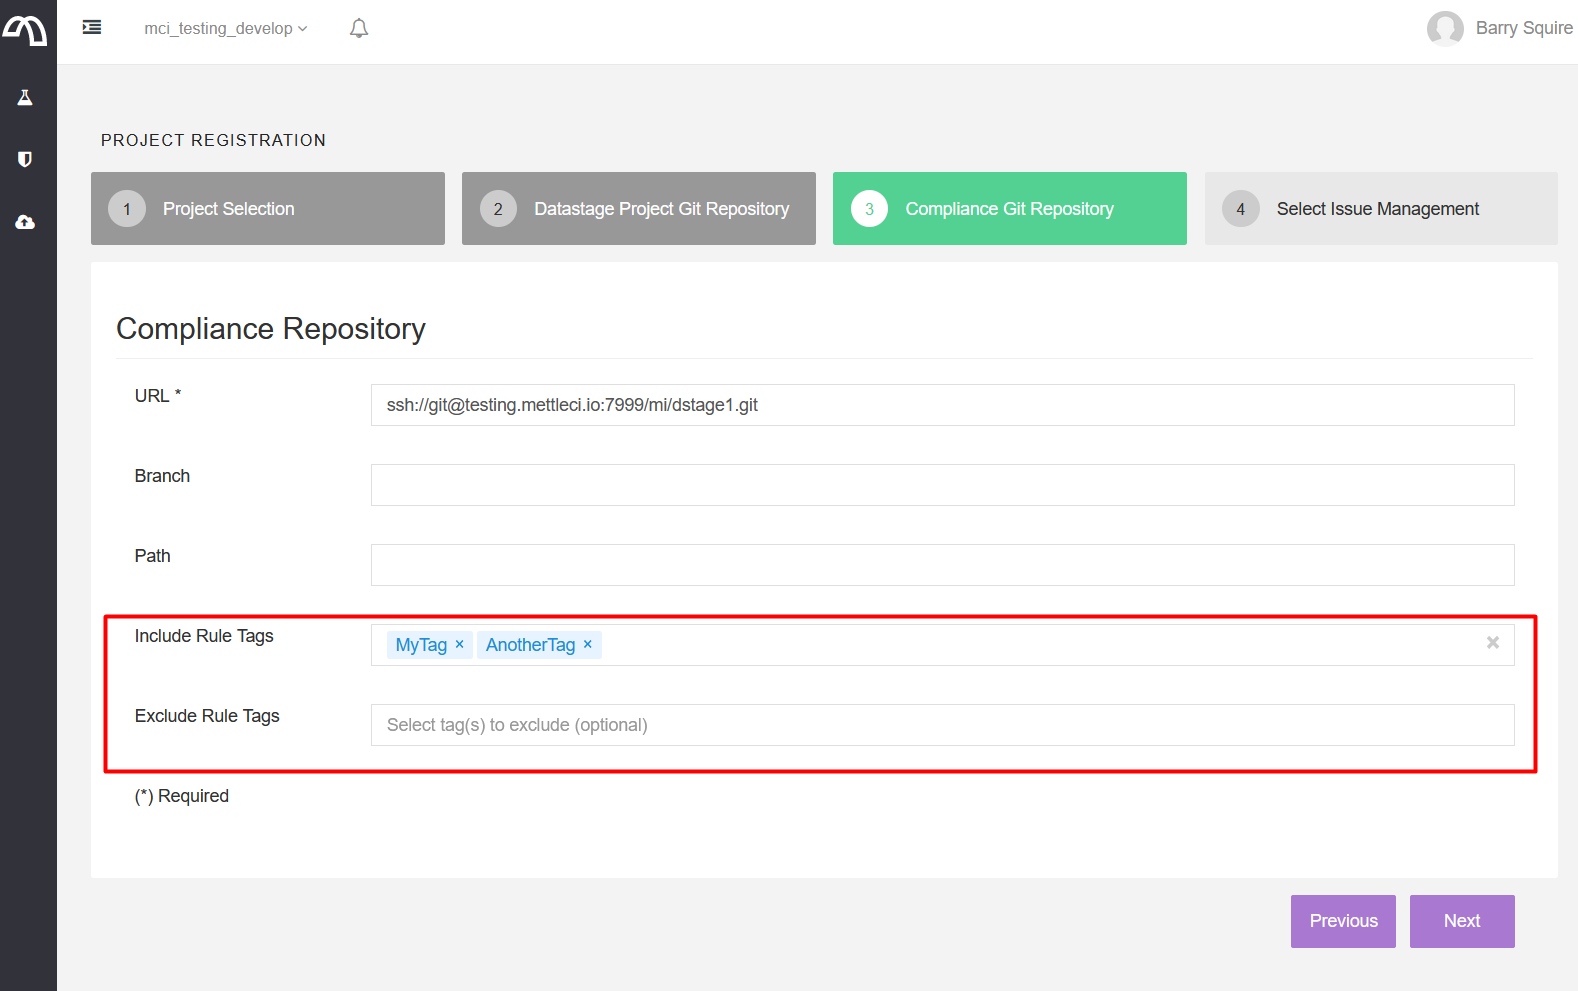 mci_testing_develop
Barry Squire
PROJECT REGISTRATION
1 Project Selection
2 Datastage Project Git Repository
3 Compliance Git Repository
4 Select Issue Management
Compliance Repository
URL *
ssh://git@testing.mettleci.io:7999/mi/dstage1.git
Branch
Path
Include Rule Tags
MyTag × AnotherTag ×
Exclude Rule Tags
Select tag(s) to exclude (optional)
(*) Required
Previous
Next